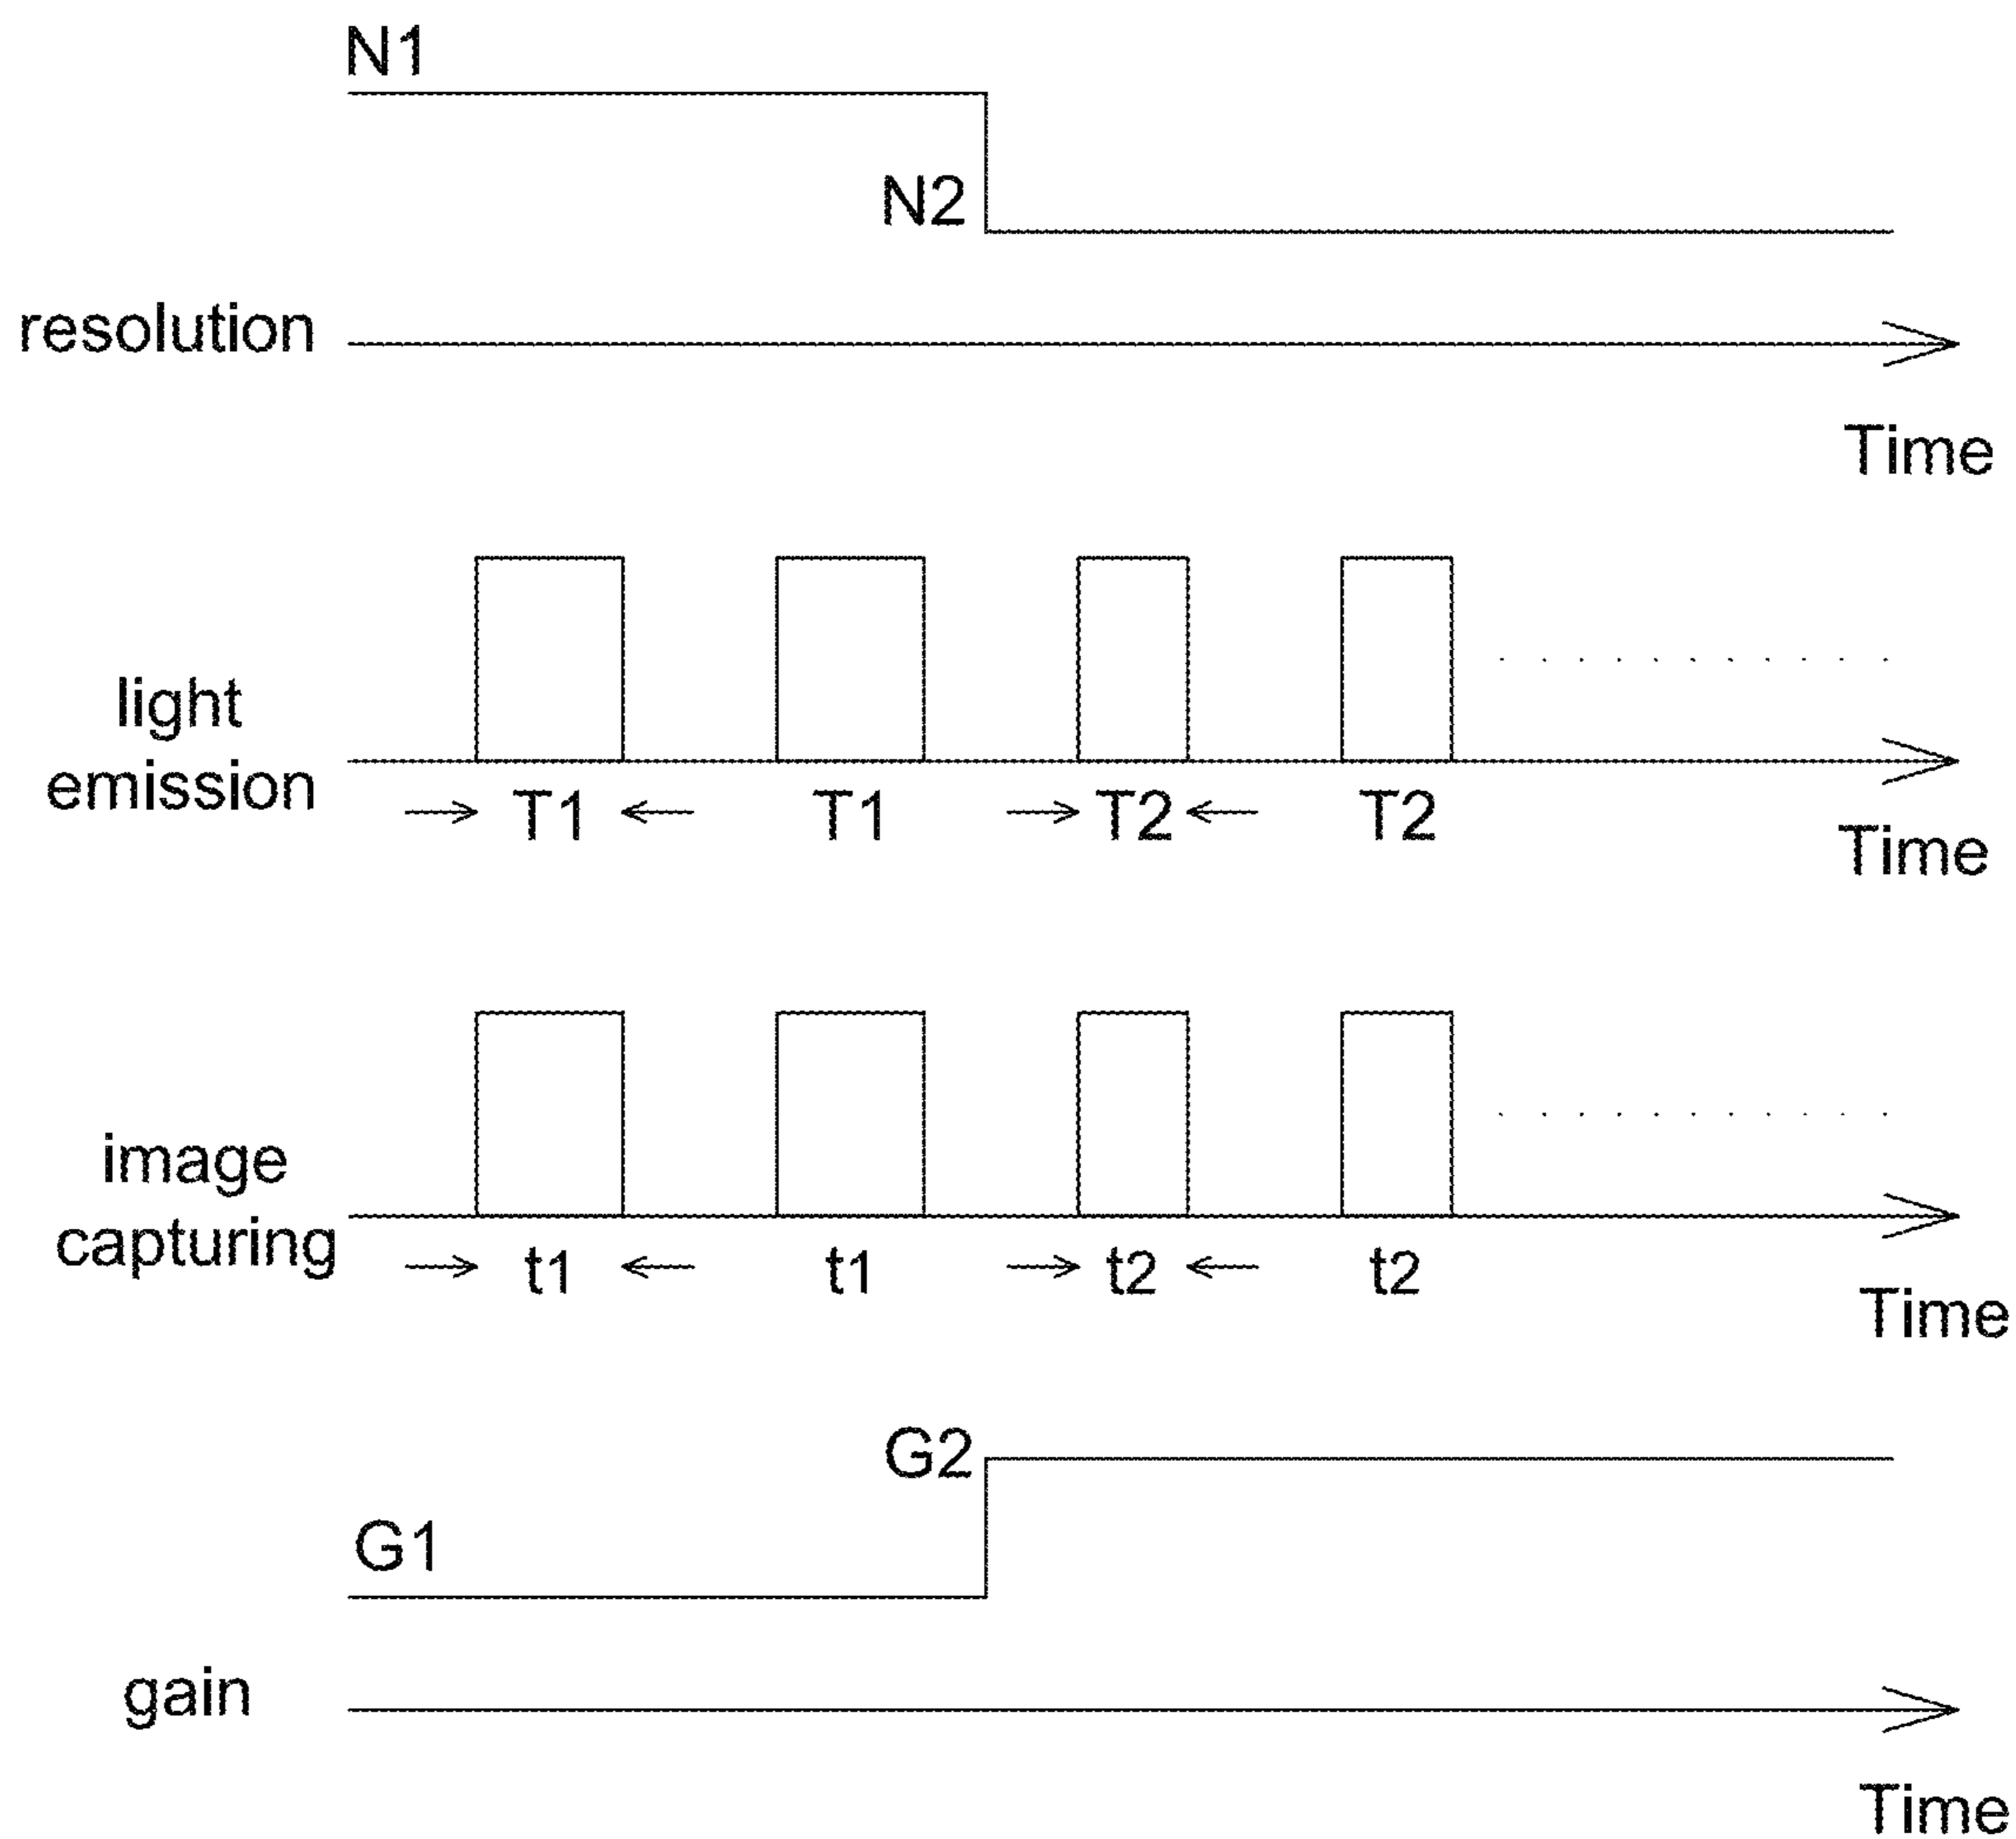 N1
N2
resolution
Time
light
emission
T1 T1 T2 T2
Time
image
capturing
t1 t1 t2 t2
Time
G2
G1
gain
Time